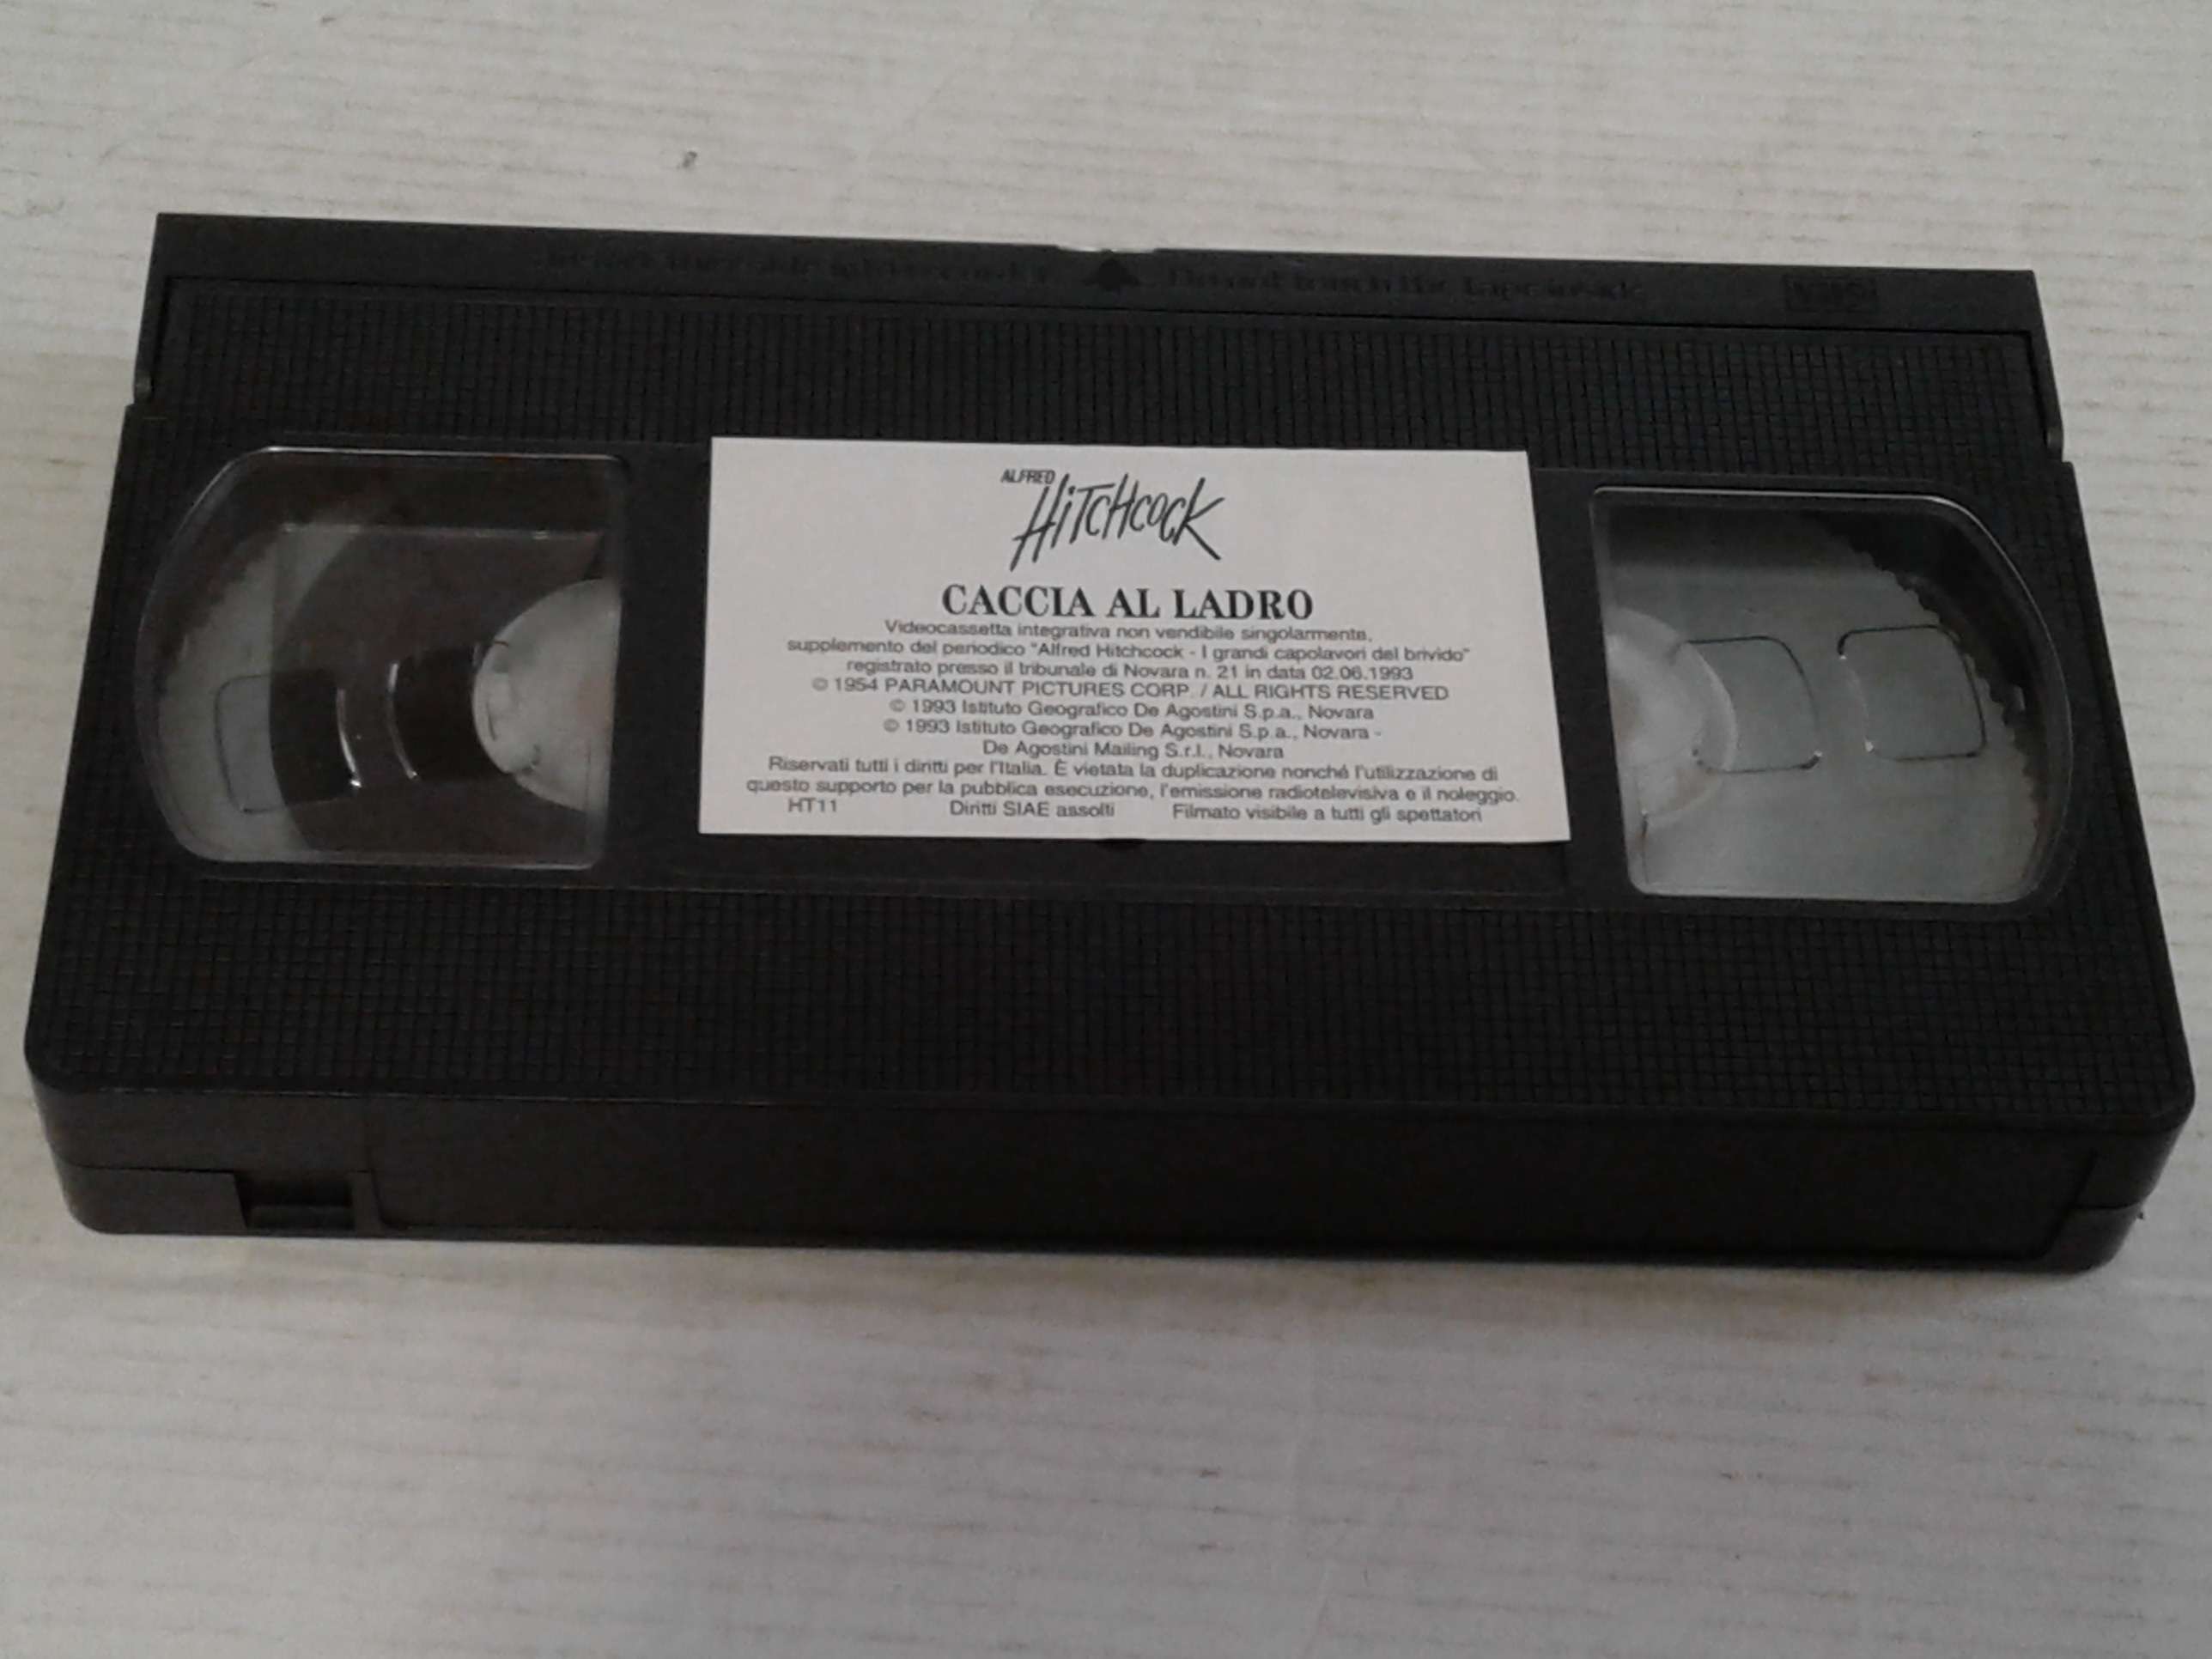 ALFRED
HiTCHcock
CACCIA AL LADRO
Videocassetta integrativa non vendibile singolarmente,
supplemento del periodico "Alfred Hitchcock - I grandi capolavori del brivido"
registrato presso il tribunale di Novara n. 21 in data 02.06.1993
© 1954 PARAMOUNT PICTURES CORP. / ALL RIGHTS RESERVED
© 1993 Istituto Geografico De Agostini S.p.a., Novara
© 1993 Istituto Geografico De Agostini S.p.a., Novara -
De Agostini Mailing S.r.l., Novara
Riservati tutti i diritti per l'Italia. È vietata la duplicazione nonché l'utilizzazione di
questo supporto per la pubblica esecuzione, l'emissione radiotelevisiva e il noleggio.
HT11 Diritti SIAE assolti Filmato visibile a tutti gli spettatori